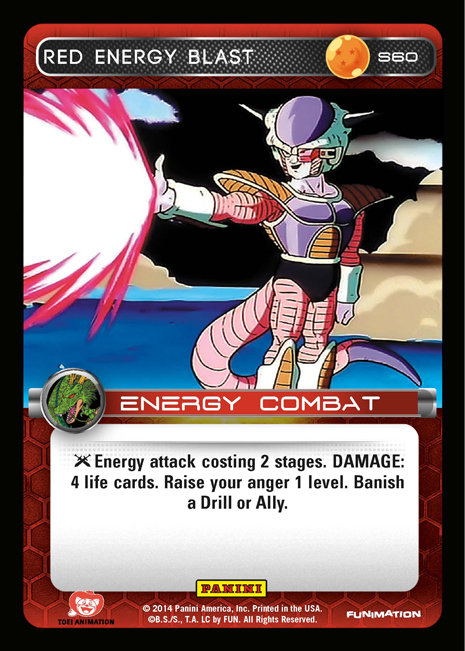 RED ENERGY BLAST S60
ENERGY COMBAT
Energy attack costing 2 stages. DAMAGE:
4 life cards. Raise your anger 1 level. Banish
a Drill or Ally.
PANINI
TOEI ANIMATION
© 2014 Panini America, Inc. Printed in the USA.
©B.S./S., T.A. LC by FUN. All Rights Reserved.
FUNIMATION